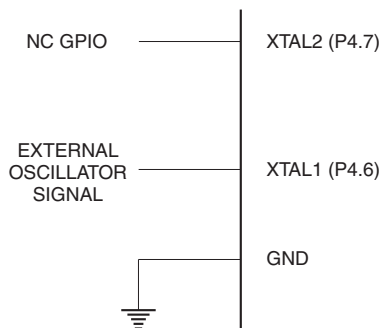 NC GPIO
XTAL2 (P4.7)
EXTERNAL
OSCILLATOR
SIGNAL
XTAL1 (P4.6)
GND